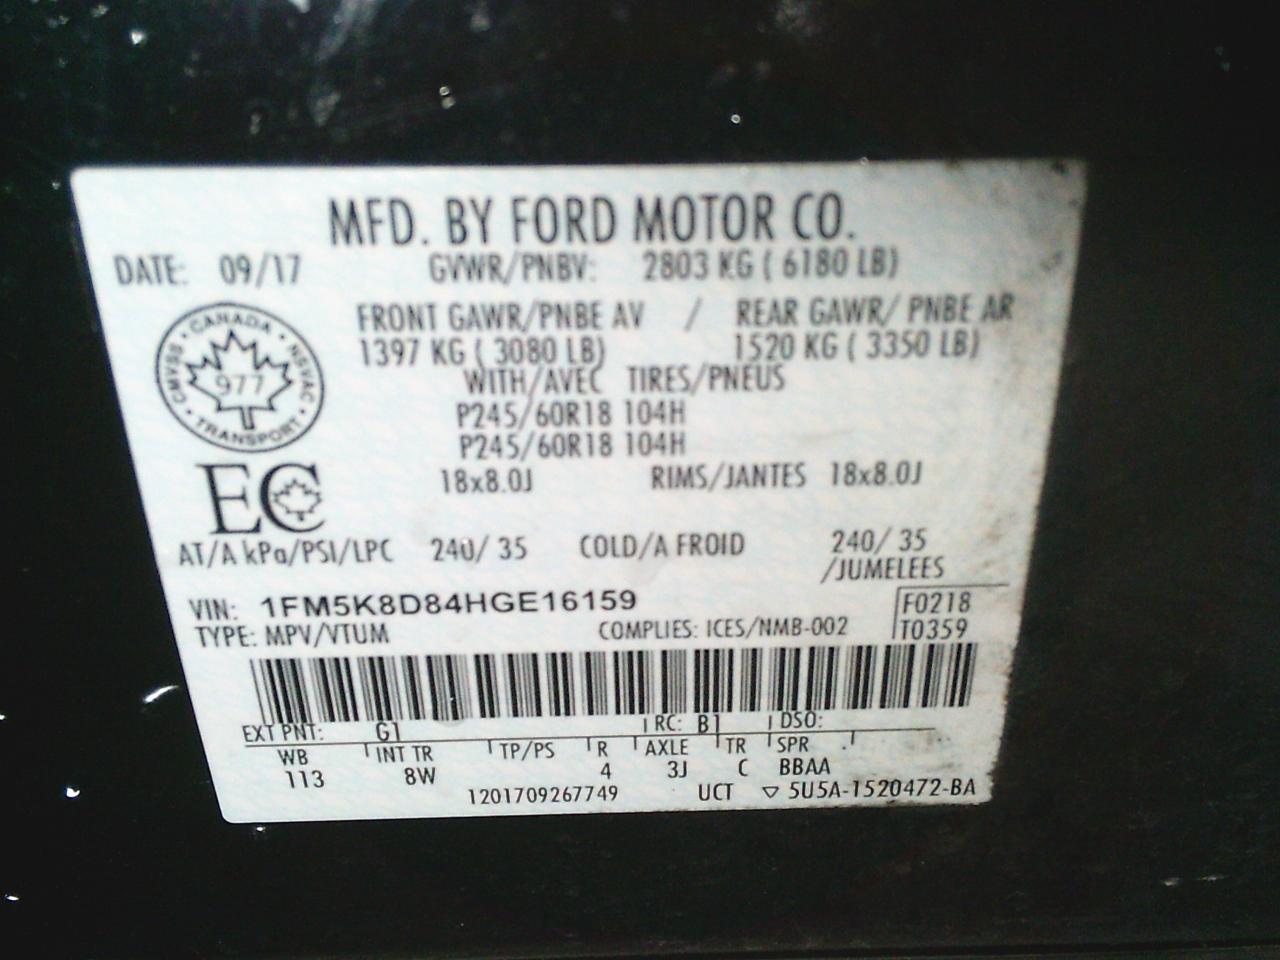 MFD. BY FORD MOTOR CO.
DATE: 09/17 GVWR/PNBV: 2803 KG ( 6180 LB)
FRONT GAWR/PNBE AV / REAR GAWR/ PNBE AR
1397 KG ( 3080 LB) 1520 KG ( 3350 LB)
WITH/AVEC TIRES/PNEUS
P245/60R18 104H
P245/60R18 104H
18x8.0J RIMS/JANTES 18x8.0J
CANADA
CMVSS 977 NSVAC
TRANSPORT
EC
AT/A kPa/PSI/LPC 240/ 35 COLD/A FROID 240/ 35
/JUMELEES
VIN: 1FM5K8D84HGE16159 F0218
TYPE: MPV/VTUM COMPLIES: ICES/NMB-002 T0359
EXT PNT: G1 RC: B1 DSO:
WB INT TR TP/PS R AXLE TR SPR
113 8W 4 3J C BBAA
1201709267749 UCT ▽ 5U5A-1520472-BA